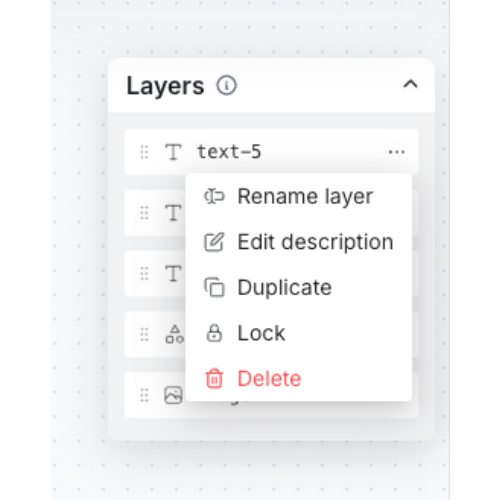 Layers
text-5
Rename layer
Edit description
Duplicate
Lock
Delete